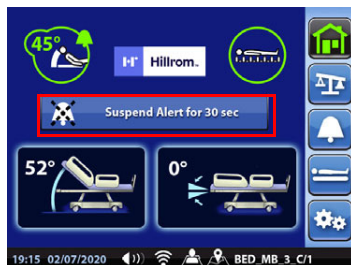 45°
H·r Hillrom.
Suspend Alert for 30 sec
52°
0°
19:15 02/07/2020 BED_MB_3_C/1